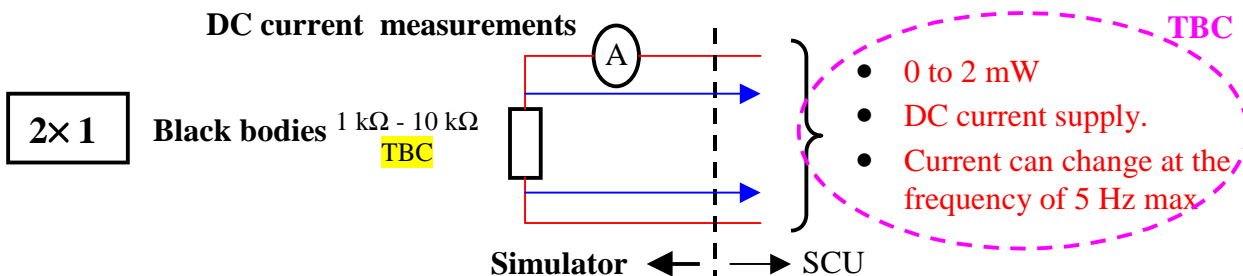 DC current measurements
A
TBC
2× 1
Black bodies
1 kΩ - 10 kΩ
TBC
• 0 to 2 mW
• DC current supply.
• Current can change at the
frequency of 5 Hz max
Simulator
SCU